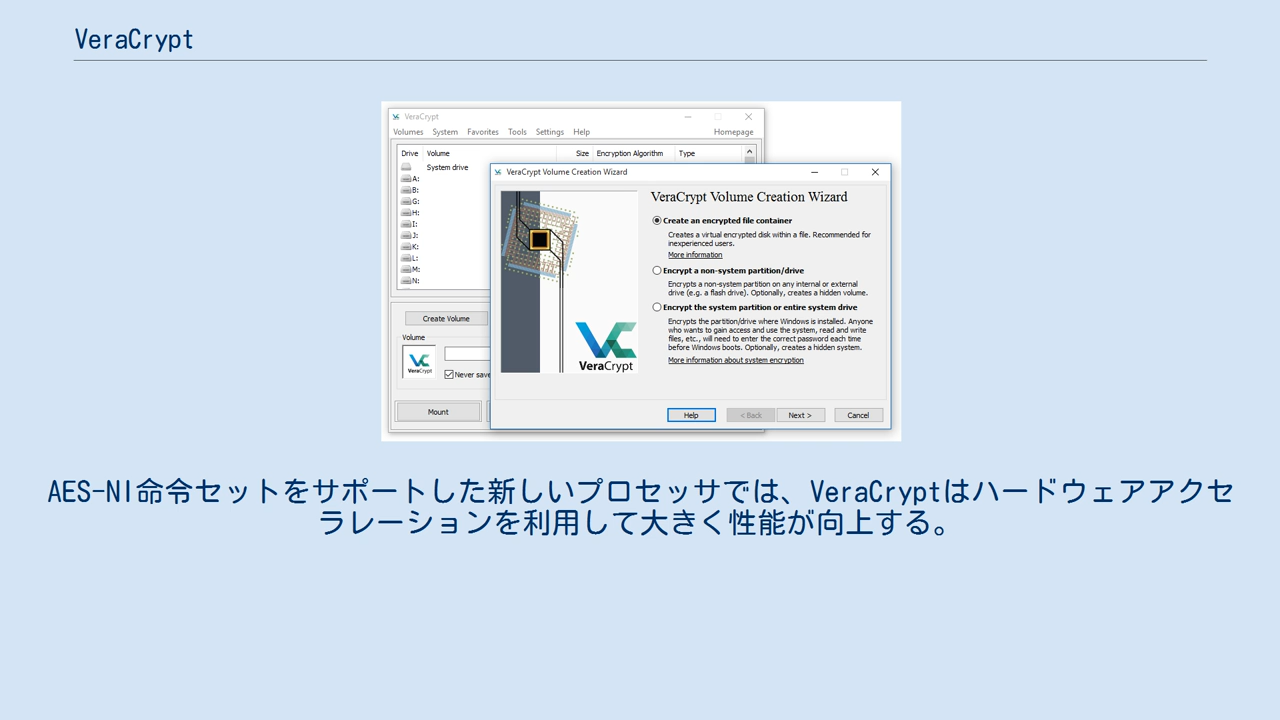 VeraCrypt
VeraCrypt
Volumes System Favorites Tools Settings Help Homepage
Drive Volume Size Encryption Algorithm Type
System drive
A:
B:
G:
H:
I:
J:
K:
L:
M:
N:
Create Volume
Volume
VeraCrypt
Never save
Mount
VeraCrypt Volume Creation Wizard
VeraCrypt Volume Creation Wizard
Create an encrypted file container
Creates a virtual encrypted disk within a file. Recommended for
inexperienced users.
More information
Encrypt a non-system partition/drive
Encrypts a non-system partition on any internal or external
drive (e.g. a flash drive). Optionally, creates a hidden volume.
Encrypt the system partition or entire system drive
Encrypts the partition/drive where Windows is installed. Anyone
who wants to gain access and use the system, read and write
files, etc., will need to enter the correct password each time
before Windows boots. Optionally, creates a hidden system.
More information about system encryption
VeraCrypt
Help < Back Next > Cancel
AES-NI命令セットをサポートした新しいプロセッサでは、VeraCryptはハードウェアアクセ
ラレーションを利用して大きく性能が向上する。